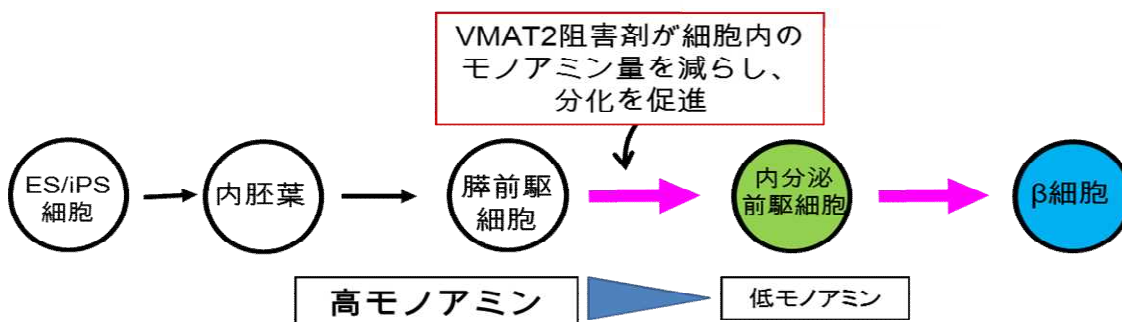 VMAT2阻害剤が細胞内の
モノアミン量を減らし、
分化を促進
ES/iPS
細胞
内胚葉
膵前駆
細胞
内分泌
前駆細胞
β細胞
高モノアミン
低モノアミン